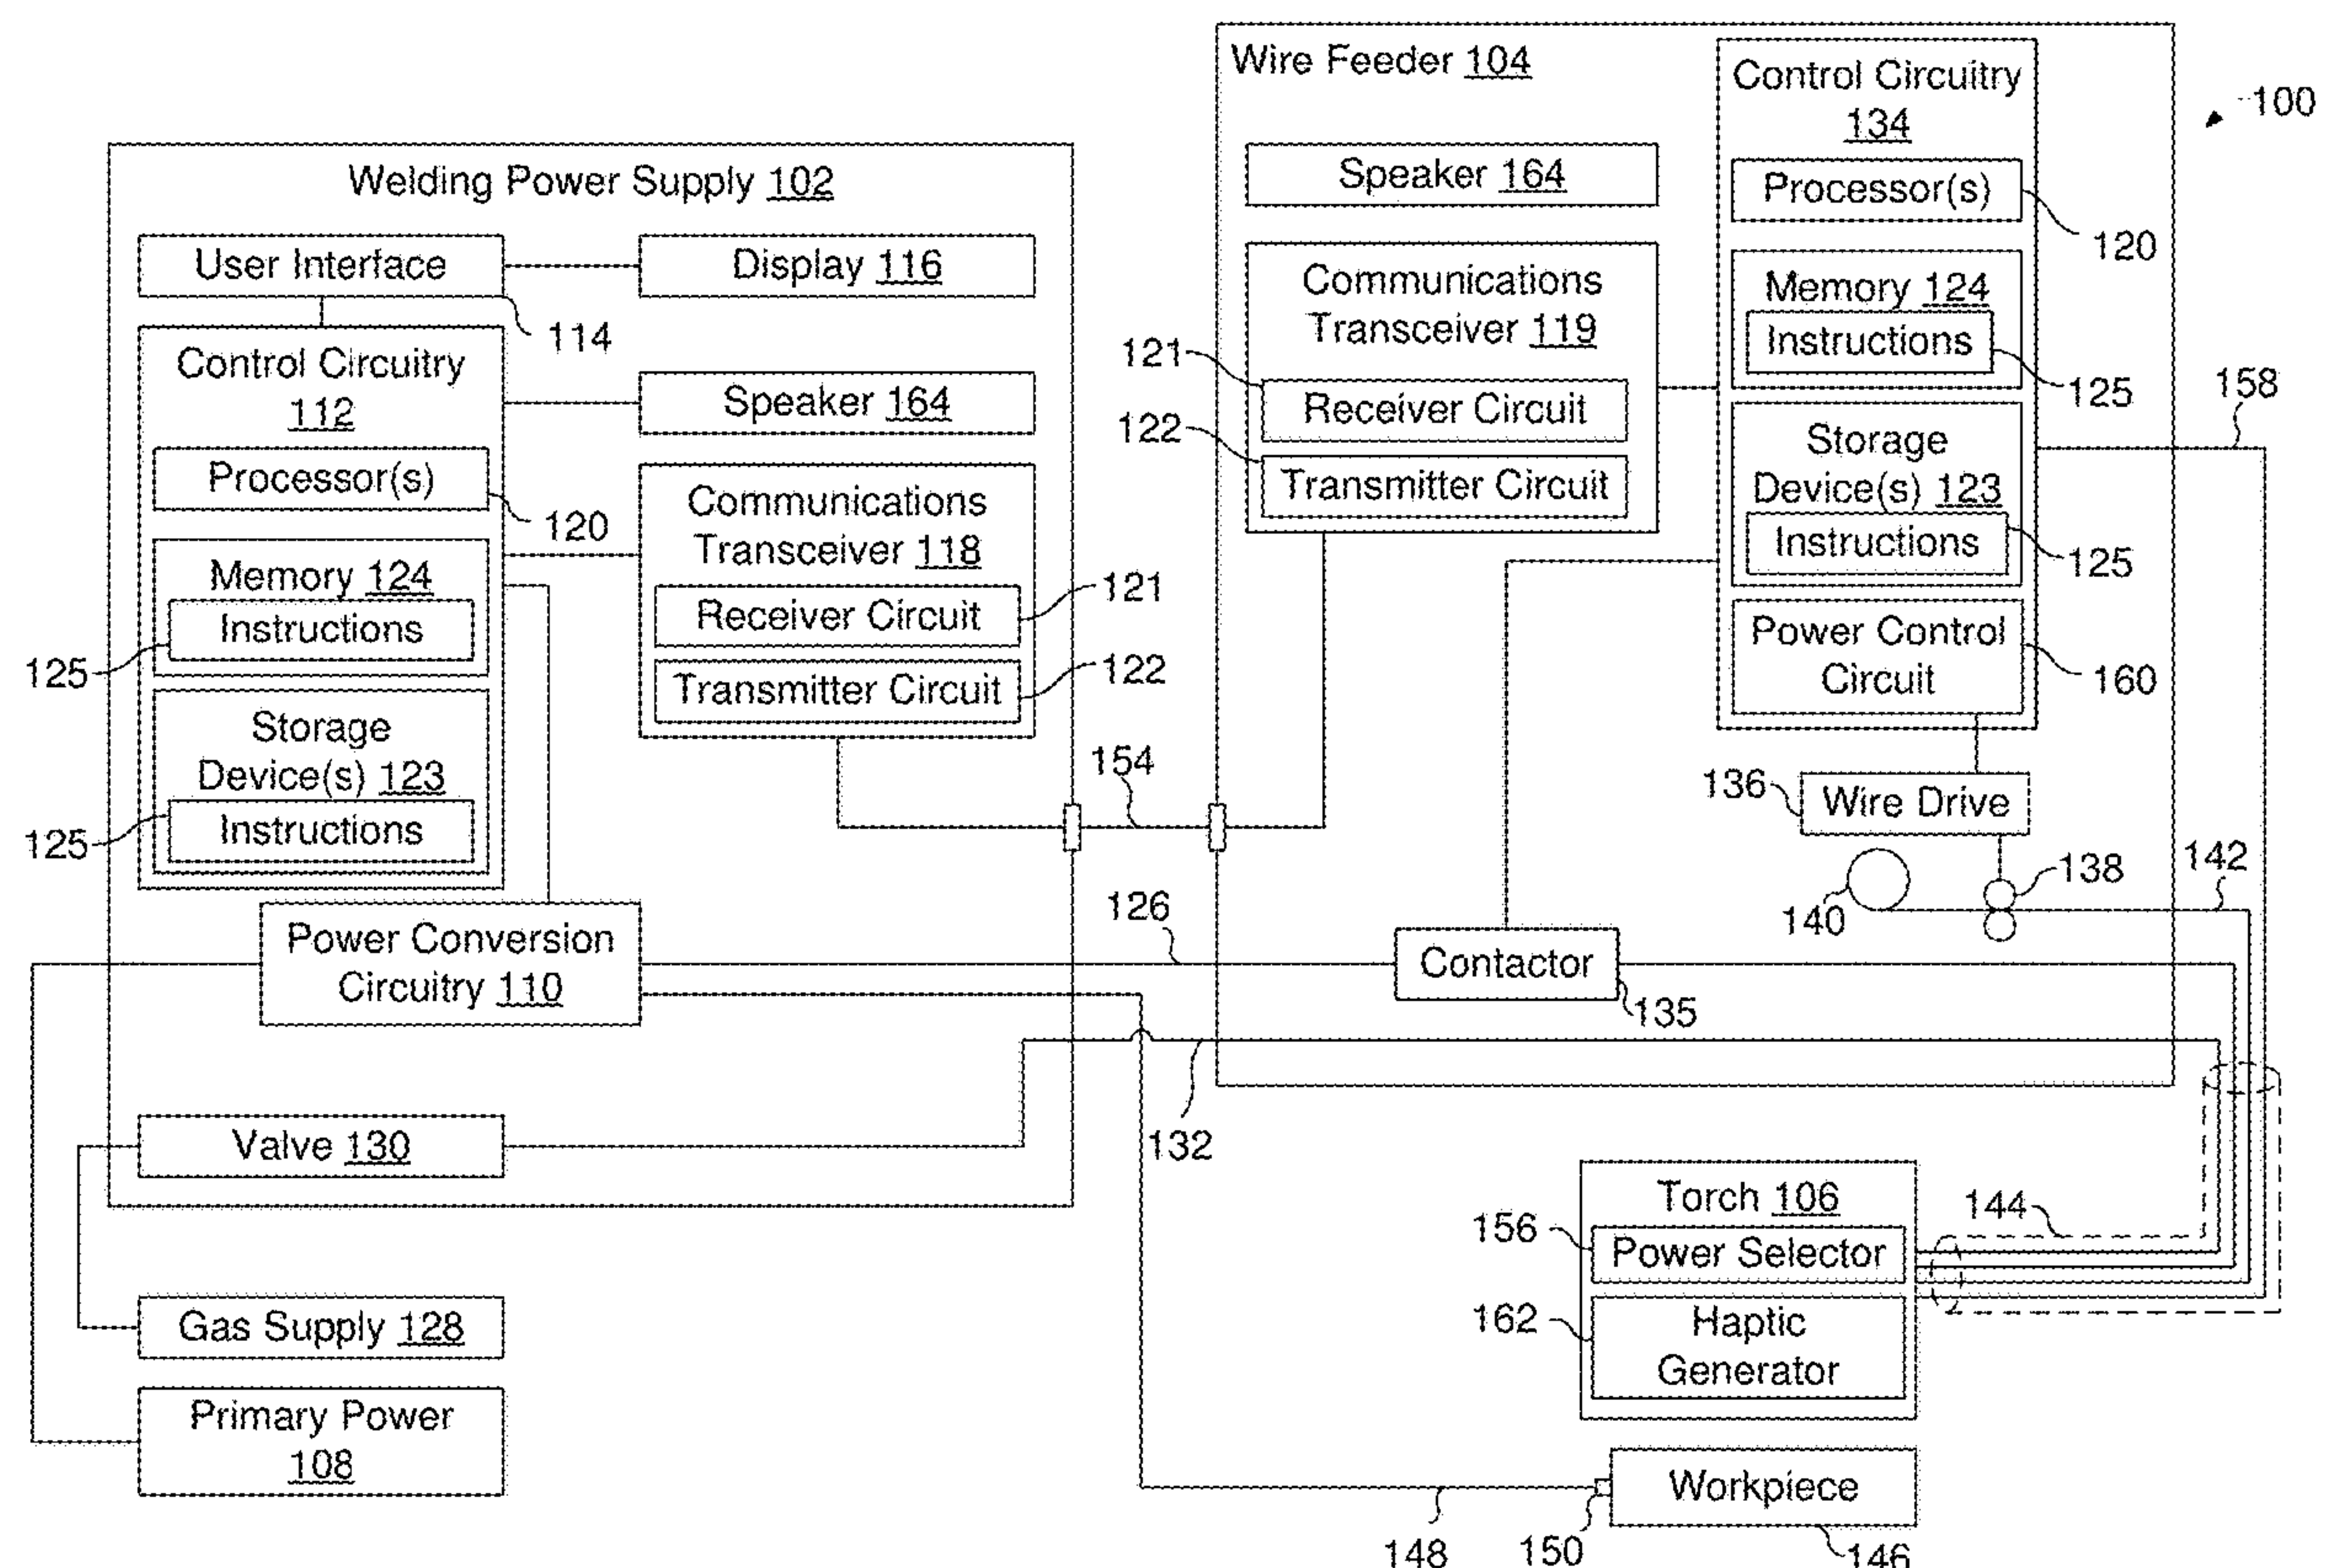 Wire Feeder 104
Control Circuitry
134
100
Speaker 164
Processor(s)
120
Memory 124
Instructions
125
Communications
Transceiver 119
121
Receiver Circuit
122
Transmitter Circuit
158
Storage
Device(s) 123
Instructions
125
Power Control
Circuit
160
136
Wire Drive
138
140
142
Welding Power Supply 102
User Interface
114
Display 116
Control Circuitry
112
Speaker 164
Processor(s)
120
Communications
Transceiver 118
Memory 124
Instructions
125
Receiver Circuit
121
Transmitter Circuit
122
Storage
Device(s) 123
Instructions
125
154
126
Power Conversion
Circuitry 110
Contactor
135
132
Valve 130
Gas Supply 128
Primary Power
108
Torch 106
156
Power Selector
144
162
Haptic
Generator
Workpiece
148
150
146